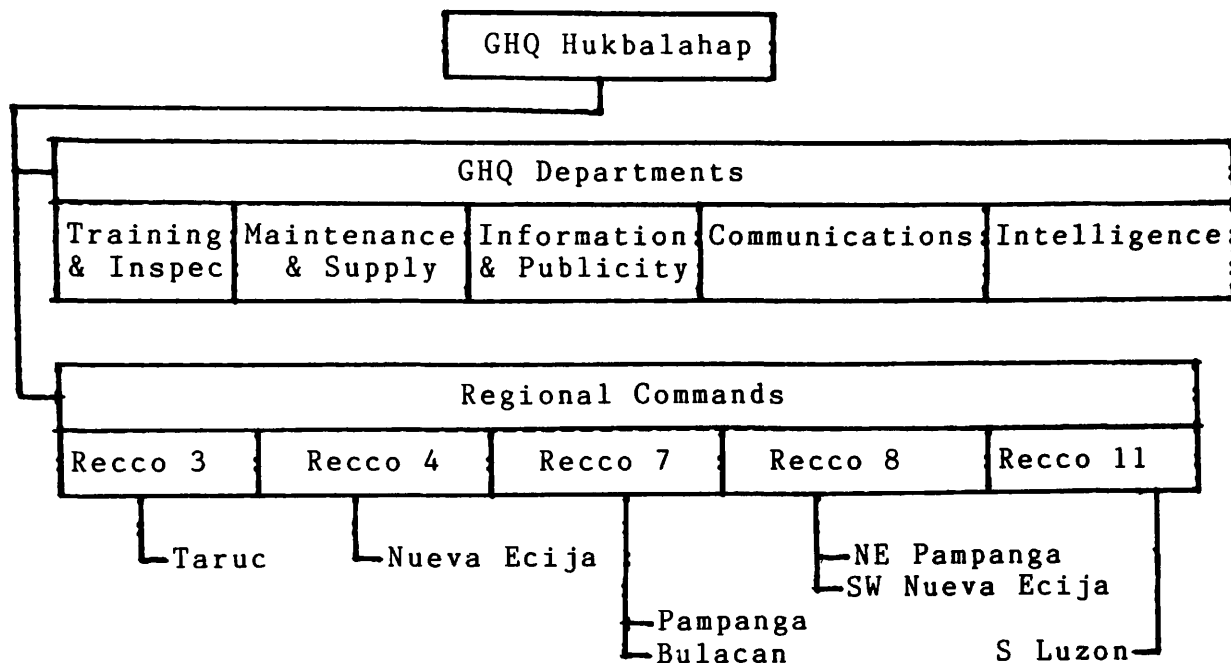 GHQ Hukbalahap
GHQ Departments
Training & Inspec
Maintenance & Supply
Information & Publicity
Communications
Intelligence
Regional Commands
Recco 3
Recco 4
Recco 7
Recco 8
Recco 11
Taruc
Nueva Ecija
Pampanga
Bulacan
NE Pampanga
SW Nueva Ecija
S Luzon